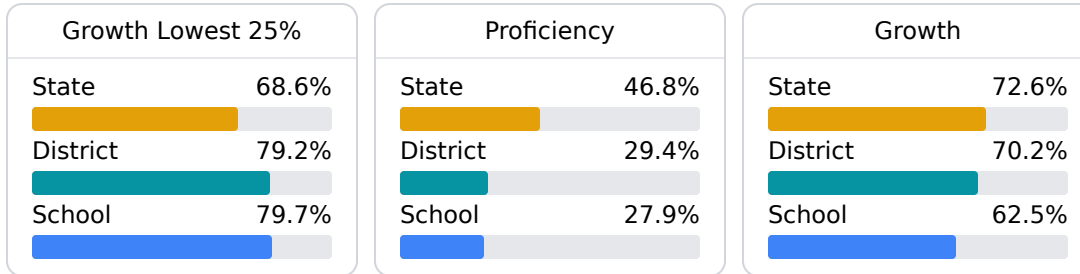 Growth Lowest 25%
State 68.6%
District 79.2%
School 79.7%
Proficiency
State 46.8%
District 29.4%
School 27.9%
Growth
State 72.6%
District 70.2%
School 62.5%